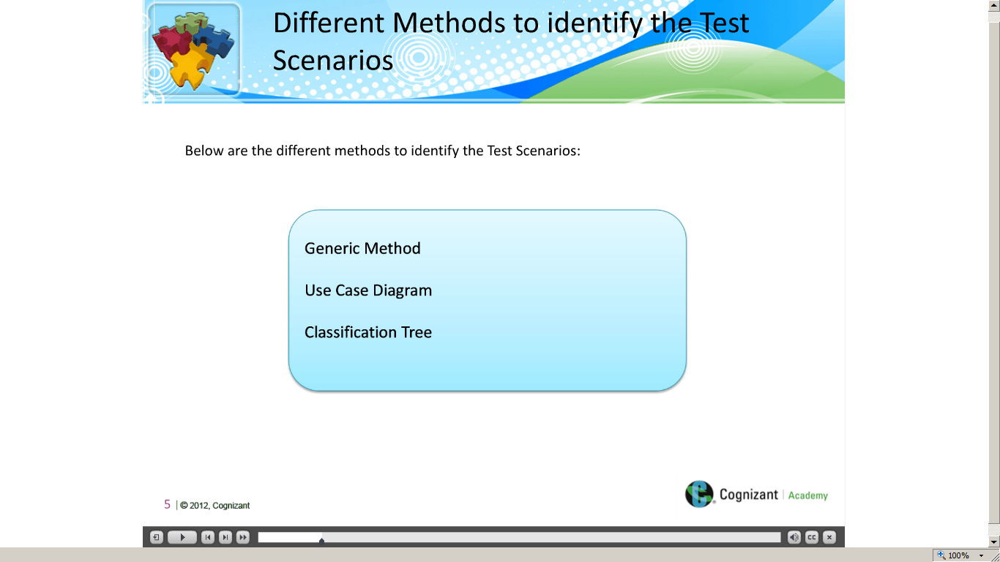 Different Methods to identify the Test
Scenarios
Below are the different methods to identify the Test Scenarios:
Generic Method
Use Case Diagram
Classification Tree
5 | © 2012, Cognizant
Cognizant | Academy
CC
100%